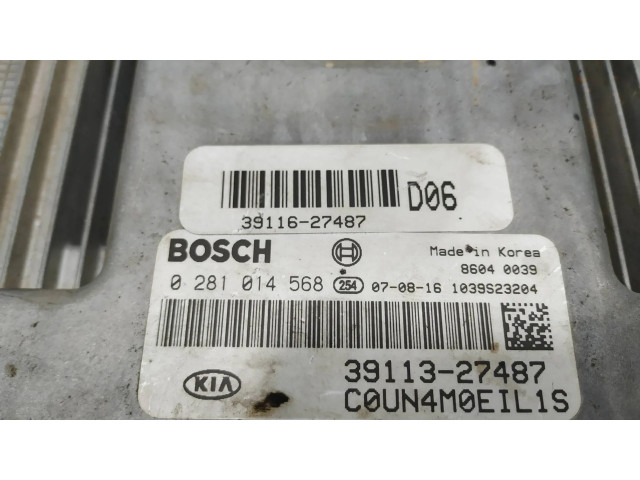 D06
39116-27487
BOSCH
Made in Korea
8604 0039
0 281 014 568 254 07-08-16 1039S23204
KIA
39113-27487
C0UN4M0EIL1S